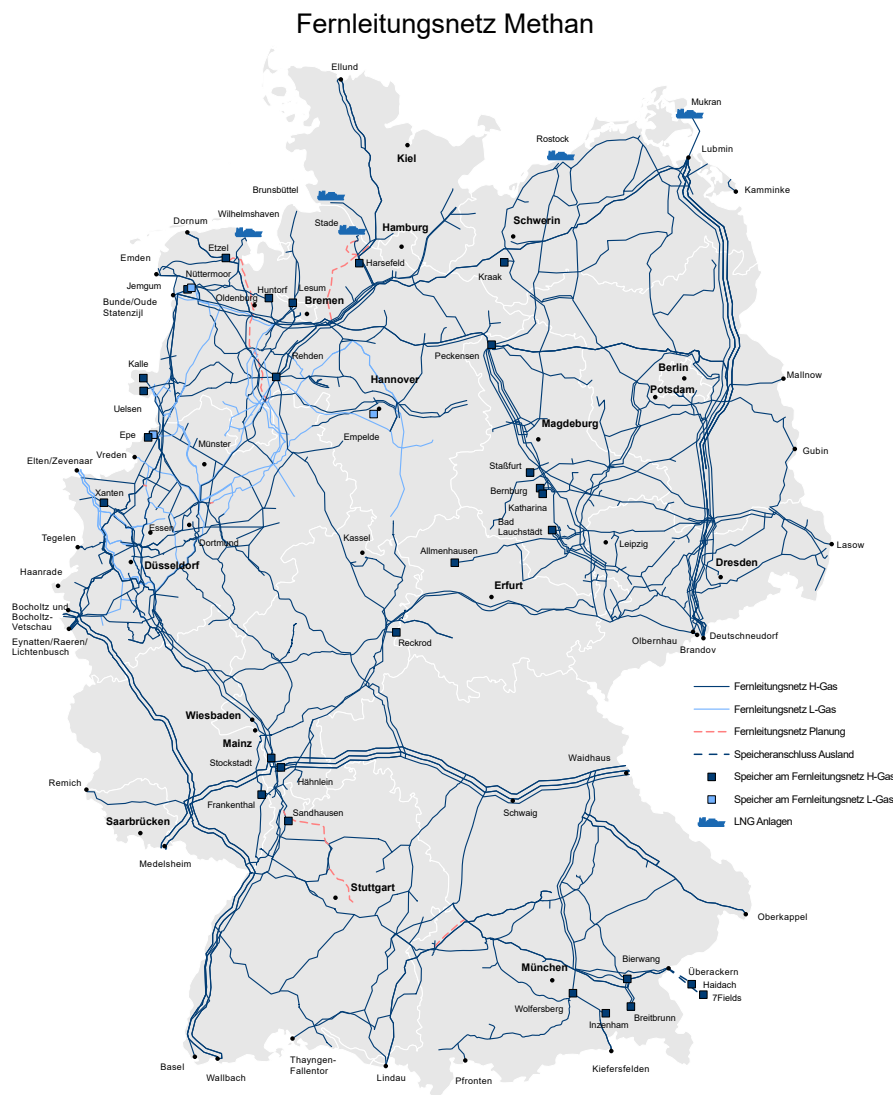 Fernleitungsnetz Methan
Ellund
Mukran
Rostock
Kiel
Lubmin
Kamminke
Brunsbüttel
Wilhelmshaven
Dornum
Stade
Hamburg
Schwerin
Etzel
Emden
Harsefeld
Nüttermoor
Kraak
Jemgum
Huntorf
Lesum
Oldenburg
Bunde/Oude
Statenzijl
Bremen
Rehden
Peckensen
Kalle
Berlin
Mallnow
Hannover
Potsdam
Uelsen
Empelde
Magdeburg
Epe
Münster
Gubin
Vreden
Elten/Zevenaar
Staßfurt
Xanten
Bernburg
Katharina
Essen
Bad
Lauchstädt
Tegelen
Dortmund
Kassel
Allmenhausen
Leipzig
Lasow
Düsseldorf
Dresden
Haanrade
Erfurt
Bocholtz und
Bocholtz-
Vetschau
Eynatten/Raeren/
Lichtenbusch
Reckrod
Olbernhau
Deutschneudorf
Brandov
Fernleitungsnetz H-Gas
Fernleitungsnetz L-Gas
Fernleitungsnetz Planung
Speicheranschluss Ausland
Speicher am Fernleitungsnetz H-Gas
Speicher am Fernleitungsnetz L-Gas
LNG Anlagen
Wiesbaden
Mainz
Stockstadt
Waidhaus
Remich
Hähnlein
Frankenthal
Schwaig
Sandhausen
Saarbrücken
Medelsheim
Stuttgart
Oberkappel
Bierwang
München
Überackern
Haidach
7Fields
Wolfersberg
Breitbrunn
Inzenham
Basel
Wallbach
Thayngen-
Fallentor
Lindau
Pfronten
Kiefersfelden